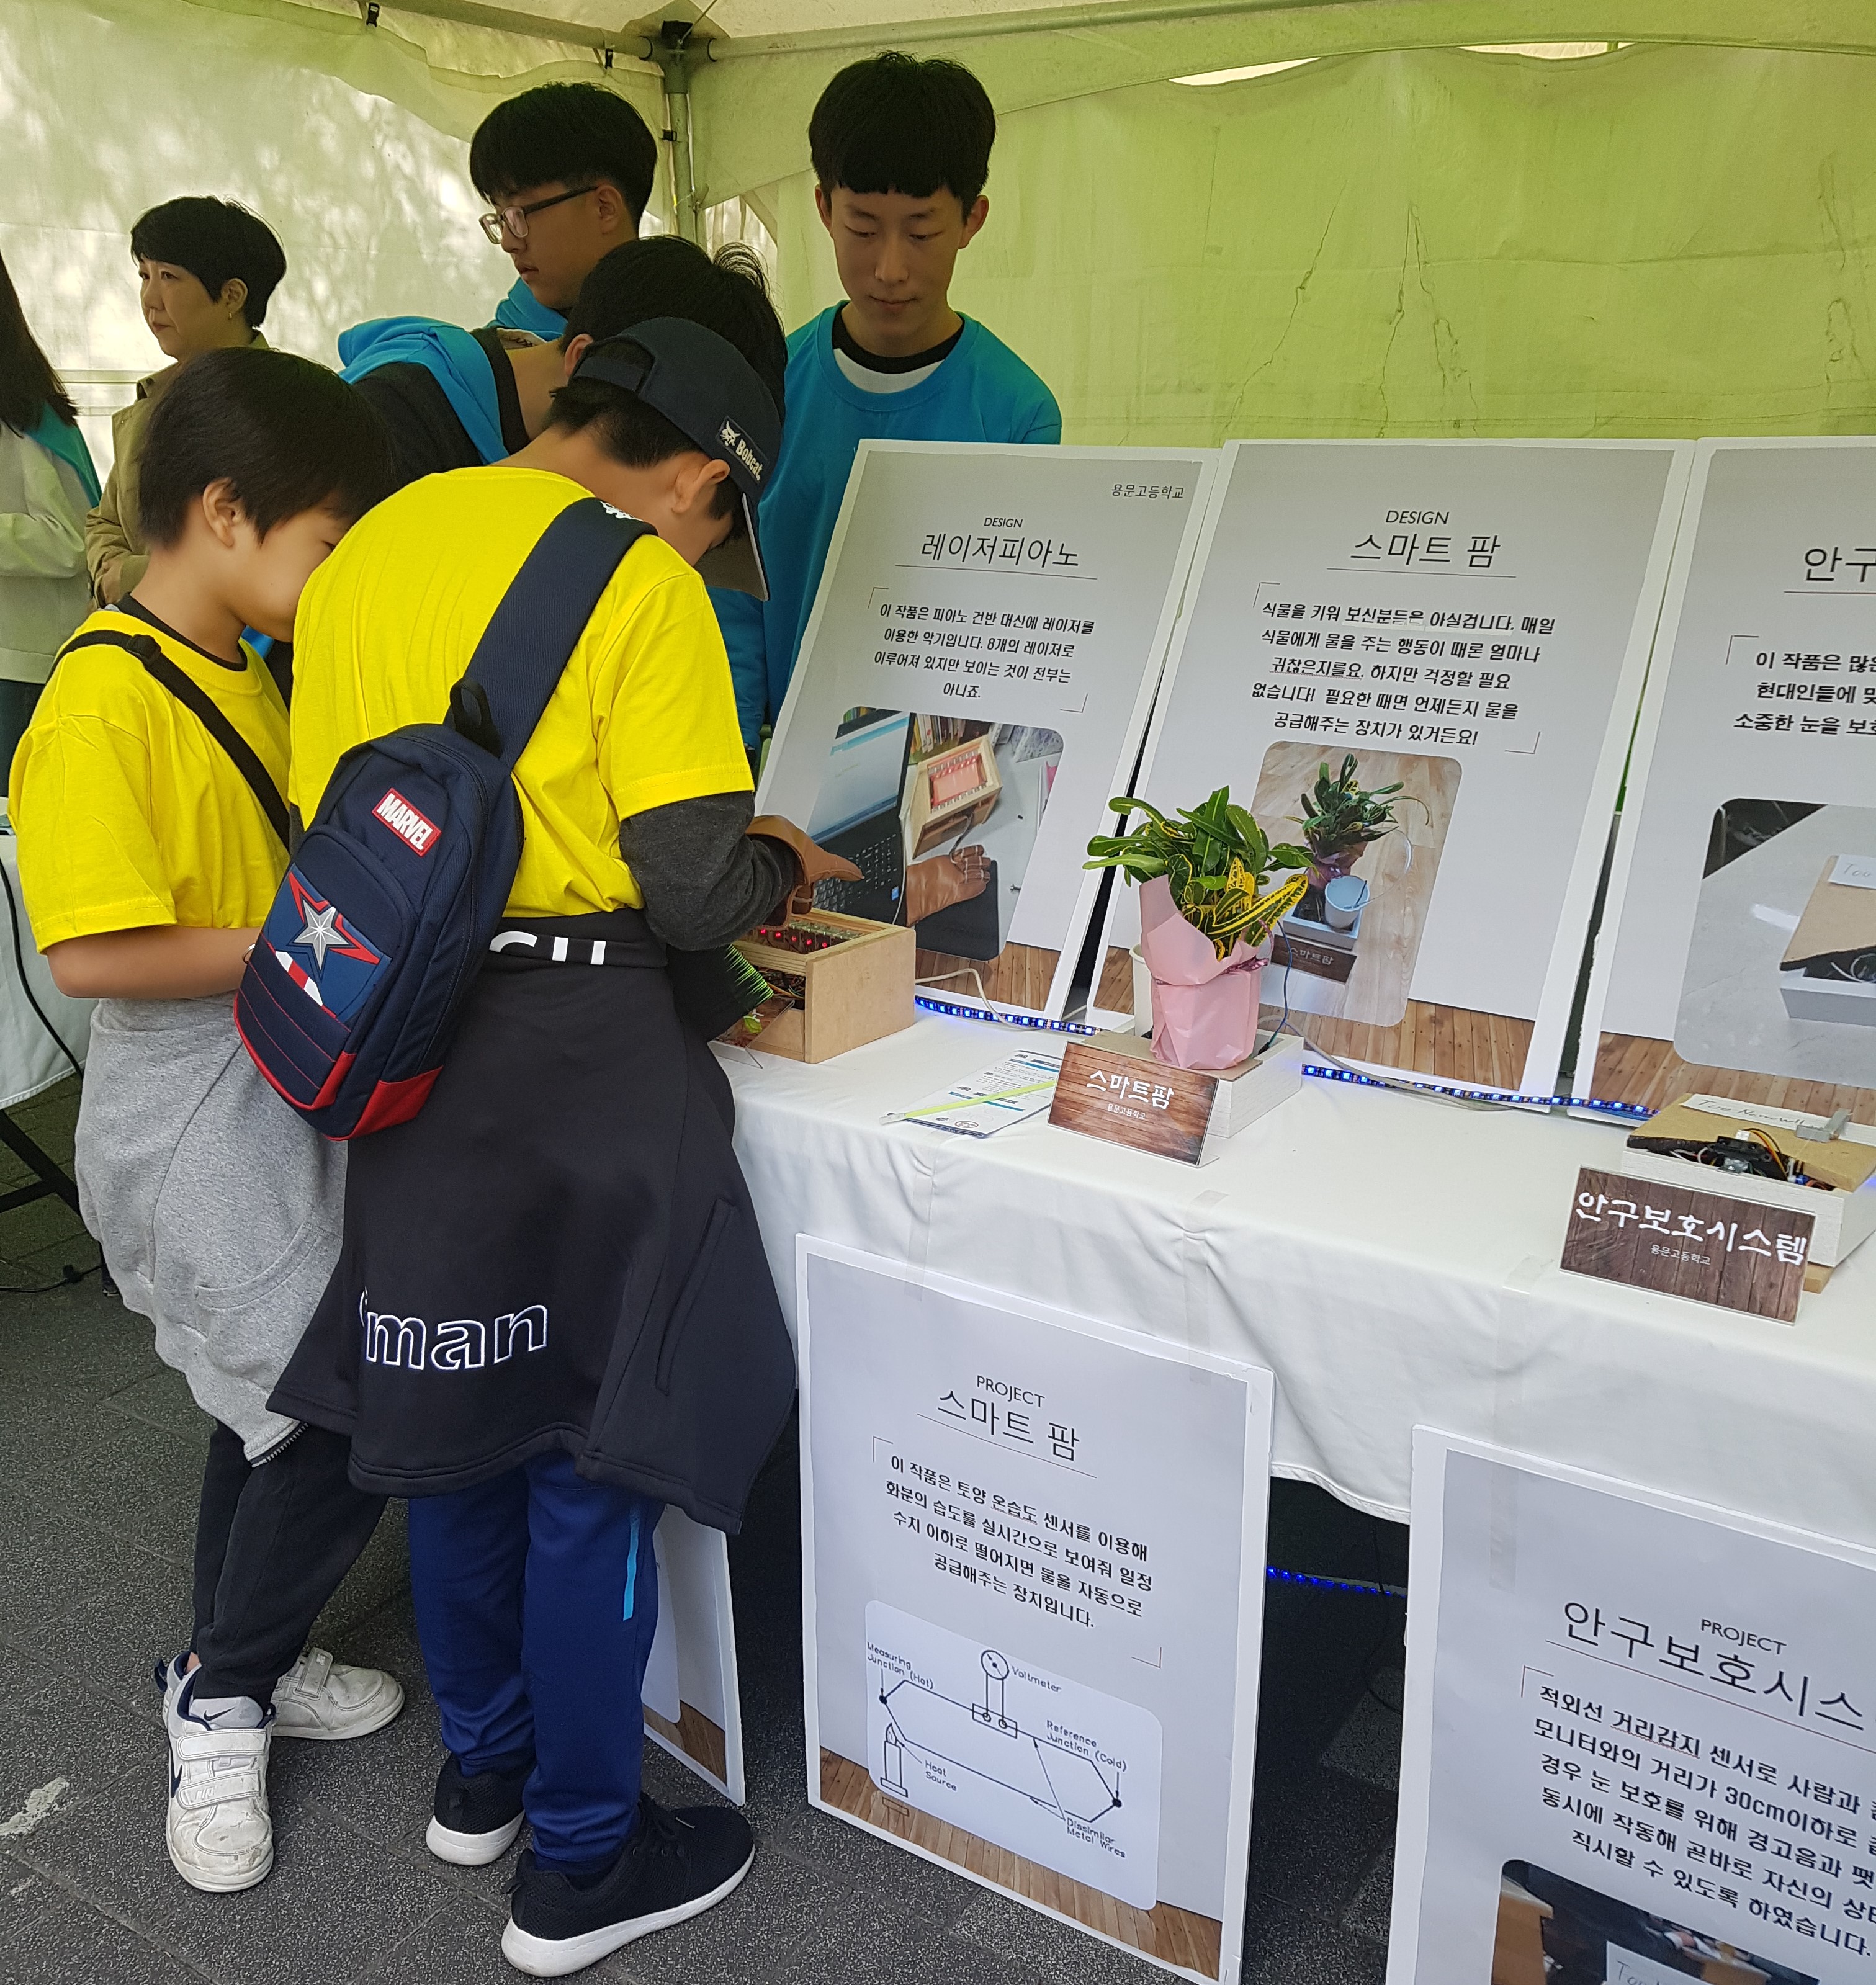 Bobcat
MARVEL
man
용문고등학교
DESIGN
레이저피아노
이 작품은 피아노 건반 대신에 레이저를
이용한 악기입니다. 8개의 레이저로
이루어져 있지만 보이는 것이 전부는
아니죠.
DESIGN
스마트 팜
식물을 키워 보신분들은 아실겁니다. 매일
식물에게 물을 주는 행동이 때론 얼마나
귀찮은지를요. 하지만 걱정할 필요
없습니다! 필요한 때면 언제든지 물을
공급해주는 장치가 있거든요!
스마트팜
안구
이 작품은 많은
현대인들에 맞
소중한 눈을 보호
Too
스마트팜
용문고등학교
안구보호시스템
용문고등학교
PROJECT
스마트 팜
이 작품은 토양 온습도 센서를 이용해
화분의 습도를 실시간으로 보여줘 일정
수치 이하로 떨어지면 물을 자동으로
공급해주는 장치입니다.
Measuring
Junction (Hot)
Voltmeter
Reference
Junction (Cold)
Heat
Source
Dissimilar
Metal Wires
PROJECT
안구보호시스
적외선 거리감지 센서로 사람과
모니터와의 거리가 30cm이하로
경우 눈 보호를 위해 경고음과
동시에 작동해 곧바로 자신의 상태
직시할 수 있도록 하였습니다.